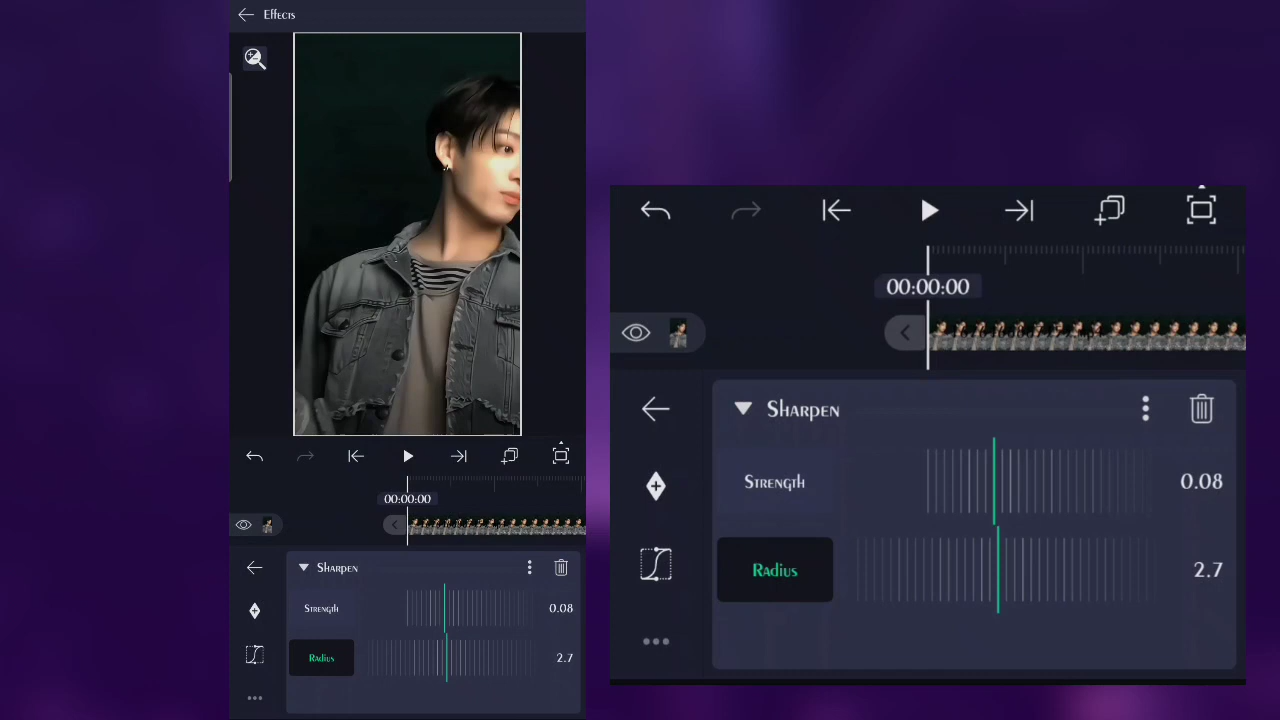 Effects
00:00:00
Sharpen
Strength 0.08
Radius 2.7
00:00:00
Sharpen
Strength 0.08
Radius 2.7